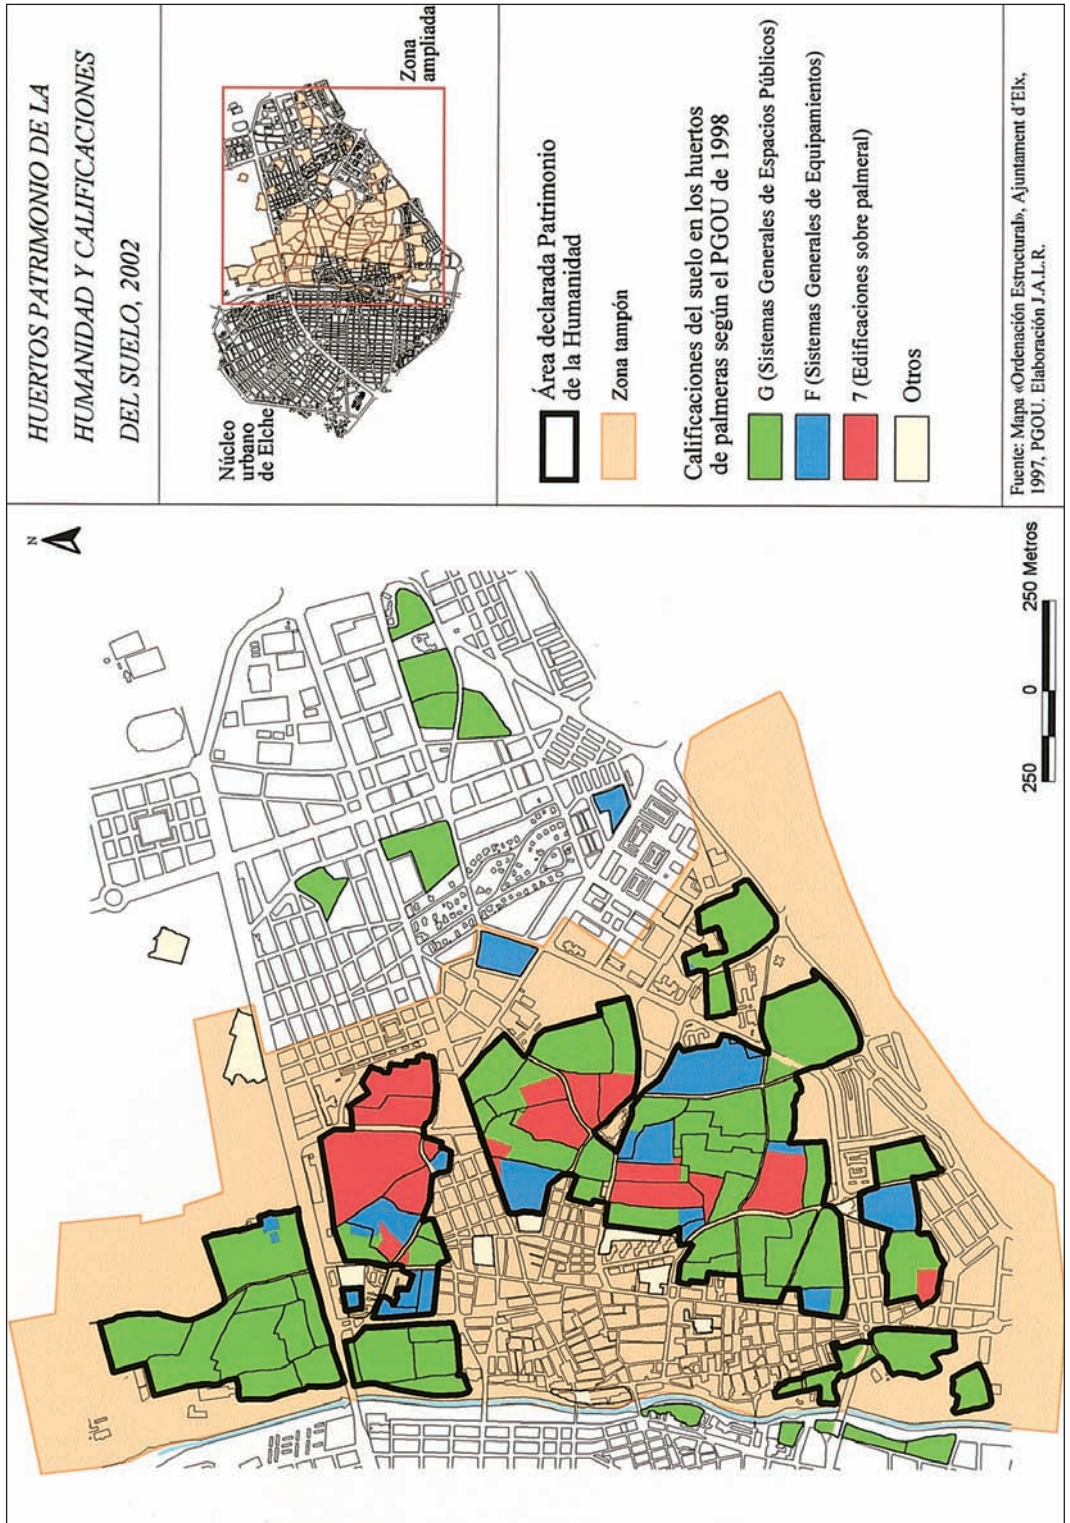 HUERTOS PATRIMONIO DE LA
HUMANIDAD Y CALIFICACIONES
DEL SUELO, 2002
Núcleo
urbano
de Elche
Zona
ampliada
Área declarada Patrimonio
de la Humanidad
Zona tampón
Calificaciones del suelo en los huertos
de palmeras según el PGOU de 1998
G (Sistemas Generales de Espacios Públicos)
F (Sistemas Generales de Equipamientos)
7 (Edificaciones sobre palmeral)
Otros
Fuente: Mapa «Ordenación Estructural», Ajuntament d'Elx,
1997, PGOU. Elaboración J.A.L.R.
N
250 0 250 Metros